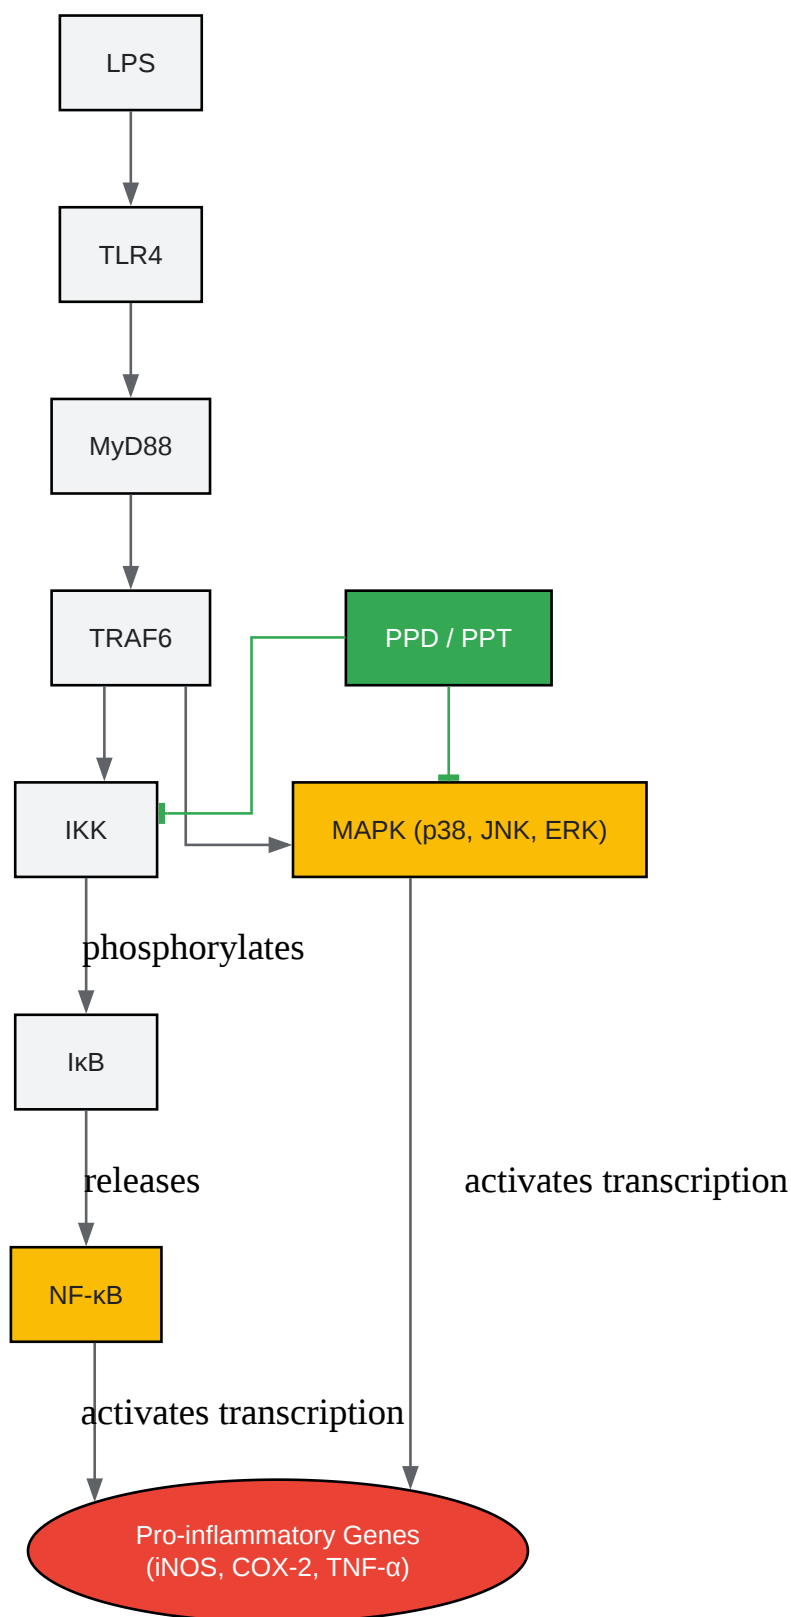 LPS
TLR4
MyD88
TRAF6
PPD / PPT
IKK
MAPK (p38, JNK, ERK)
phosphorylates
IκB
releases
activates transcription
NF-κB
activates transcription
Pro-inflammatory Genes
(iNOS, COX-2, TNF-α)